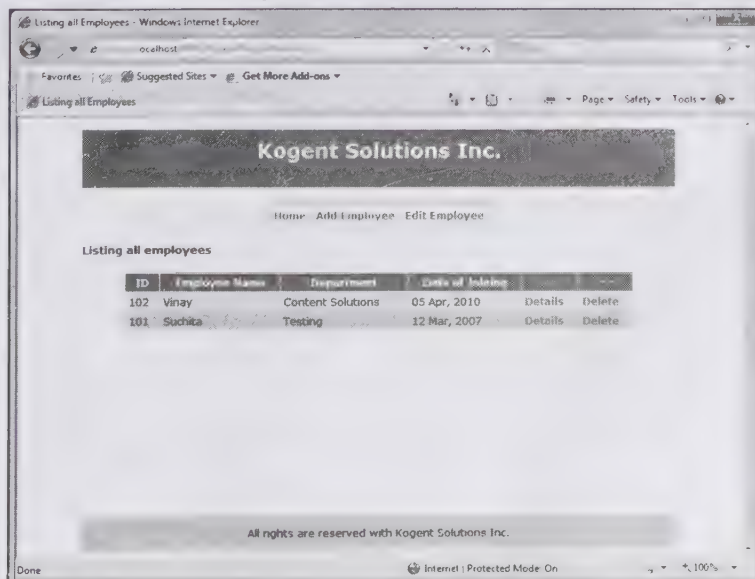 Listing all Employees - Windows Internet Explorer
ocalhost
Favorites Suggested Sites Get More Add-ons
Listing all Employees Page Safety Tools
Kogent Solutions Inc.
Home Add Employee Edit Employee
Listing all employees
ID Employee Name Department Date of Joining
102 Vinay Content Solutions 05 Apr, 2010 Details Delete
101 Suchita Testing 12 Mar, 2007 Details Delete
All rights are reserved with Kogent Solutions Inc.
Done Internet | Protected Mode: On 100%